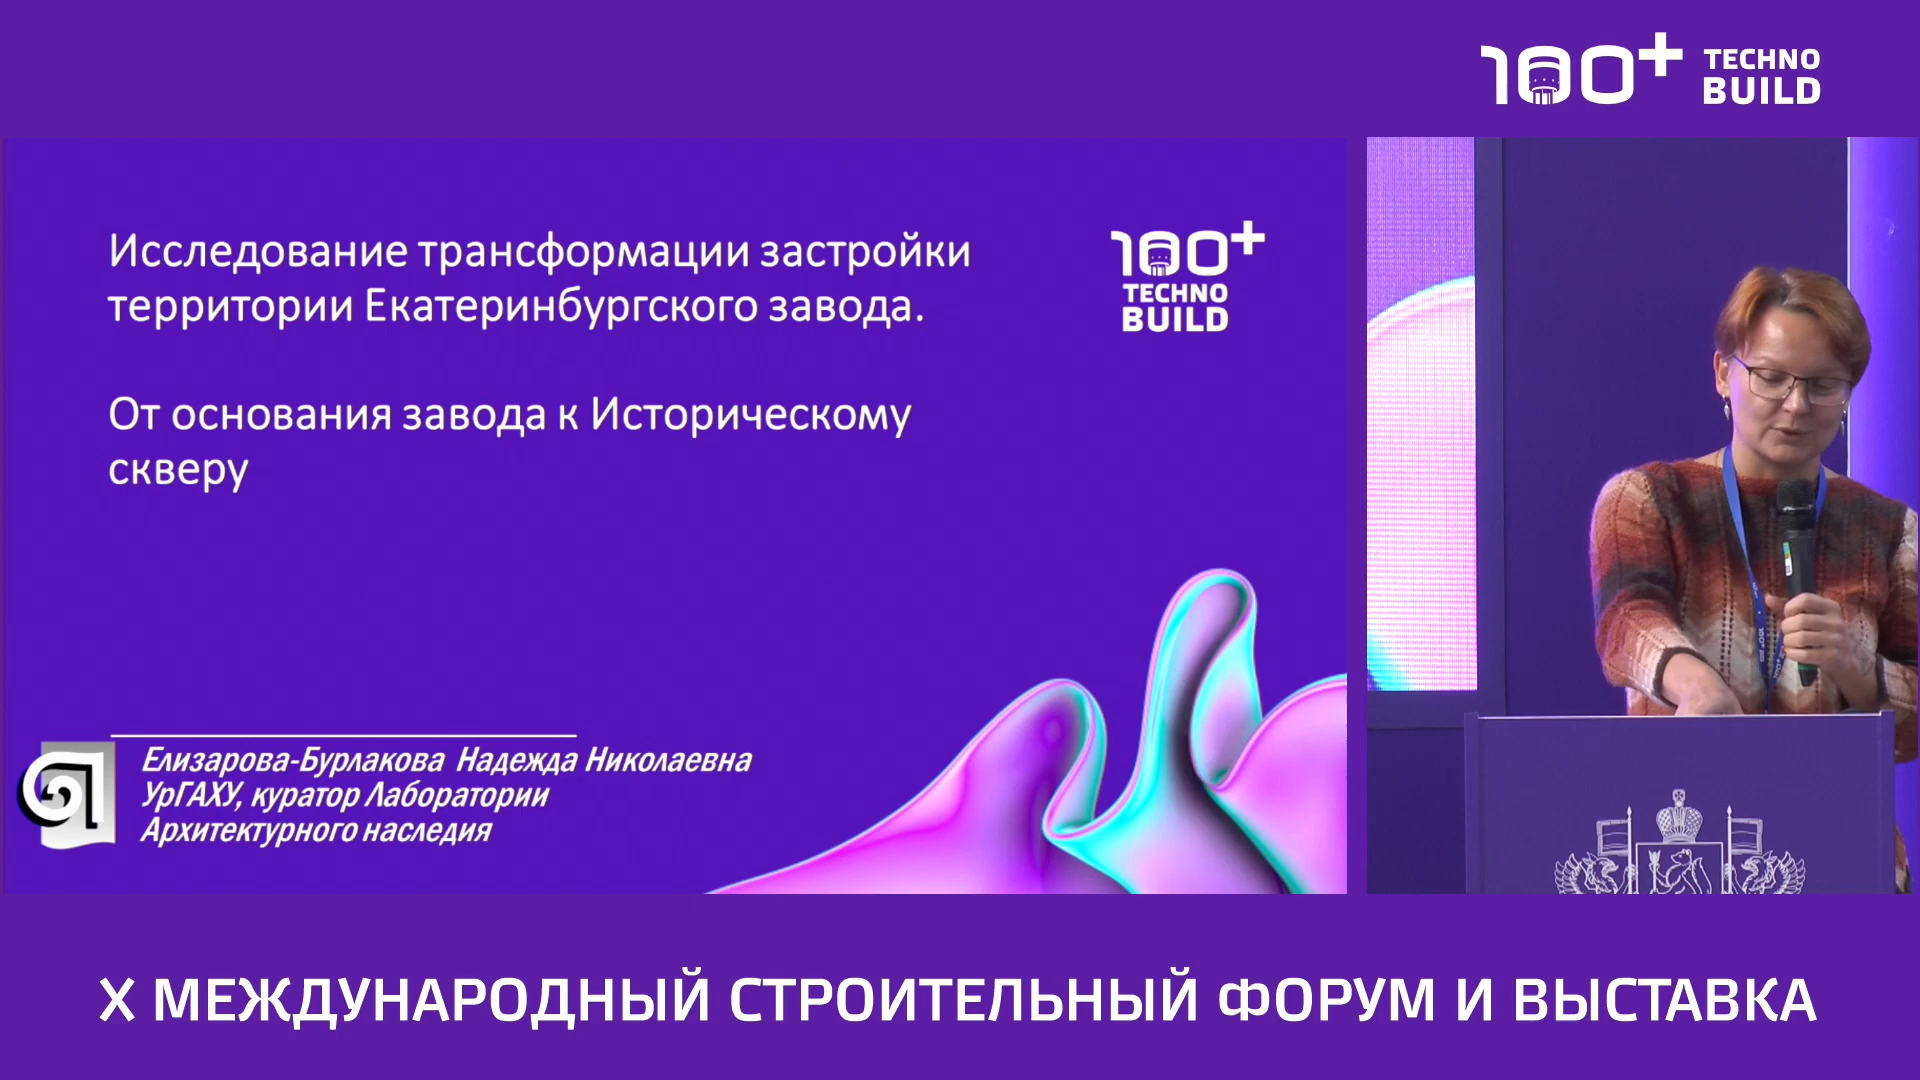 100+ TECHNO
BUILD
Исследование трансформации застройки
территории Екатеринбургского завода.
От основания завода к Историческому
скверу
100+
TECHNO
BUILD
Елизарова-Бурлакова Надежда Николаевна
УрГАХУ, куратор Лаборатории
Архитектурного наследия
X МЕЖДУНАРОДНЫЙ СТРОИТЕЛЬНЫЙ ФОРУМ И ВЫСТАВКА